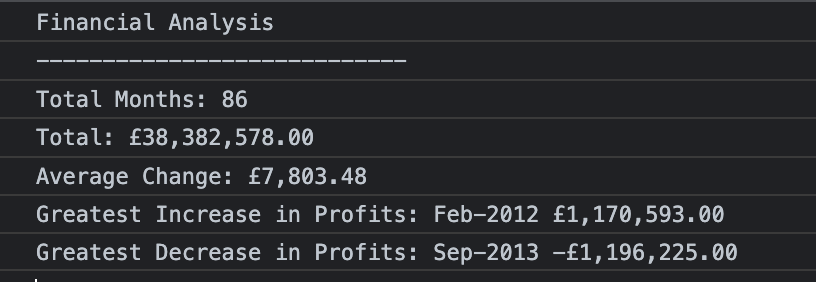 Financial Analysis
----------------------------
Total Months: 86
Total: £38,382,578.00
Average Change: £7,803.48
Greatest Increase in Profits: Feb-2012 £1,170,593.00
Greatest Decrease in Profits: Sep-2013 -£1,196,225.00